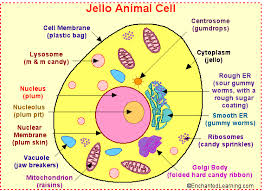 Jello Animal Cell
Cell Membrane
(plastic bag)
Centrosome
(gumdrops)
Lysosome
(m & m candy)
Cytoplasm
(jello)
Nucleus
(plum)
Nucleolus
(plum pit)
Nuclear
Membrane
(plum skin)
Vacuole
(jaw breakers)
Mitochondrion
(raisins)
Rough ER
(sour gummy
worms, with a
rough sugar
coating)
Smooth ER
(gummy worms)
Ribosomes
(candy sprinkles)
Golgi Body
(folded hard candy ribbon)
©EnchantedLearning.com